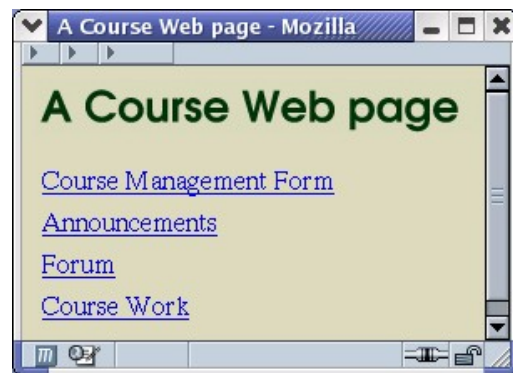 A Course Web page - Mozilla
A Course Web page
Course Management Form
Announcements
Forum
Course Work